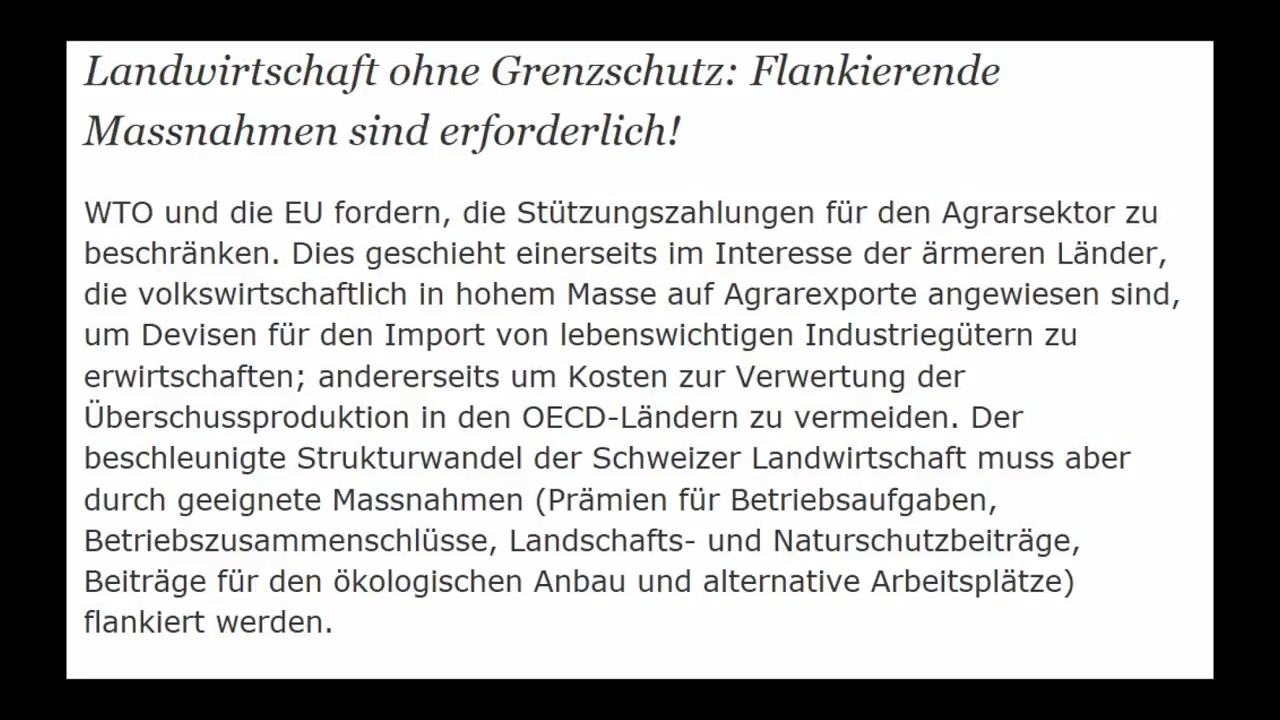 Landwirtschaft ohne Grenzschutz: Flankierende
Massnahmen sind erforderlich!
WTO und die EU fordern, die Stützungszahlungen für den Agrarsektor zu
beschränken. Dies geschieht einerseits im Interesse der ärmeren Länder,
die volkswirtschaftlich in hohem Masse auf Agrarexporte angewiesen sind,
um Devisen für den Import von lebenswichtigen Industriegütern zu
erwirtschaften; andererseits um Kosten zur Verwertung der
Überschussproduktion in den OECD-Ländern zu vermeiden. Der
beschleunigte Strukturwandel der Schweizer Landwirtschaft muss aber
durch geeignete Massnahmen (Prämien für Betriebsaufgaben,
Betriebszusammenschlüsse, Landschafts- und Naturschutzbeiträge,
Beiträge für den ökologischen Anbau und alternative Arbeitsplätze)
flankiert werden.